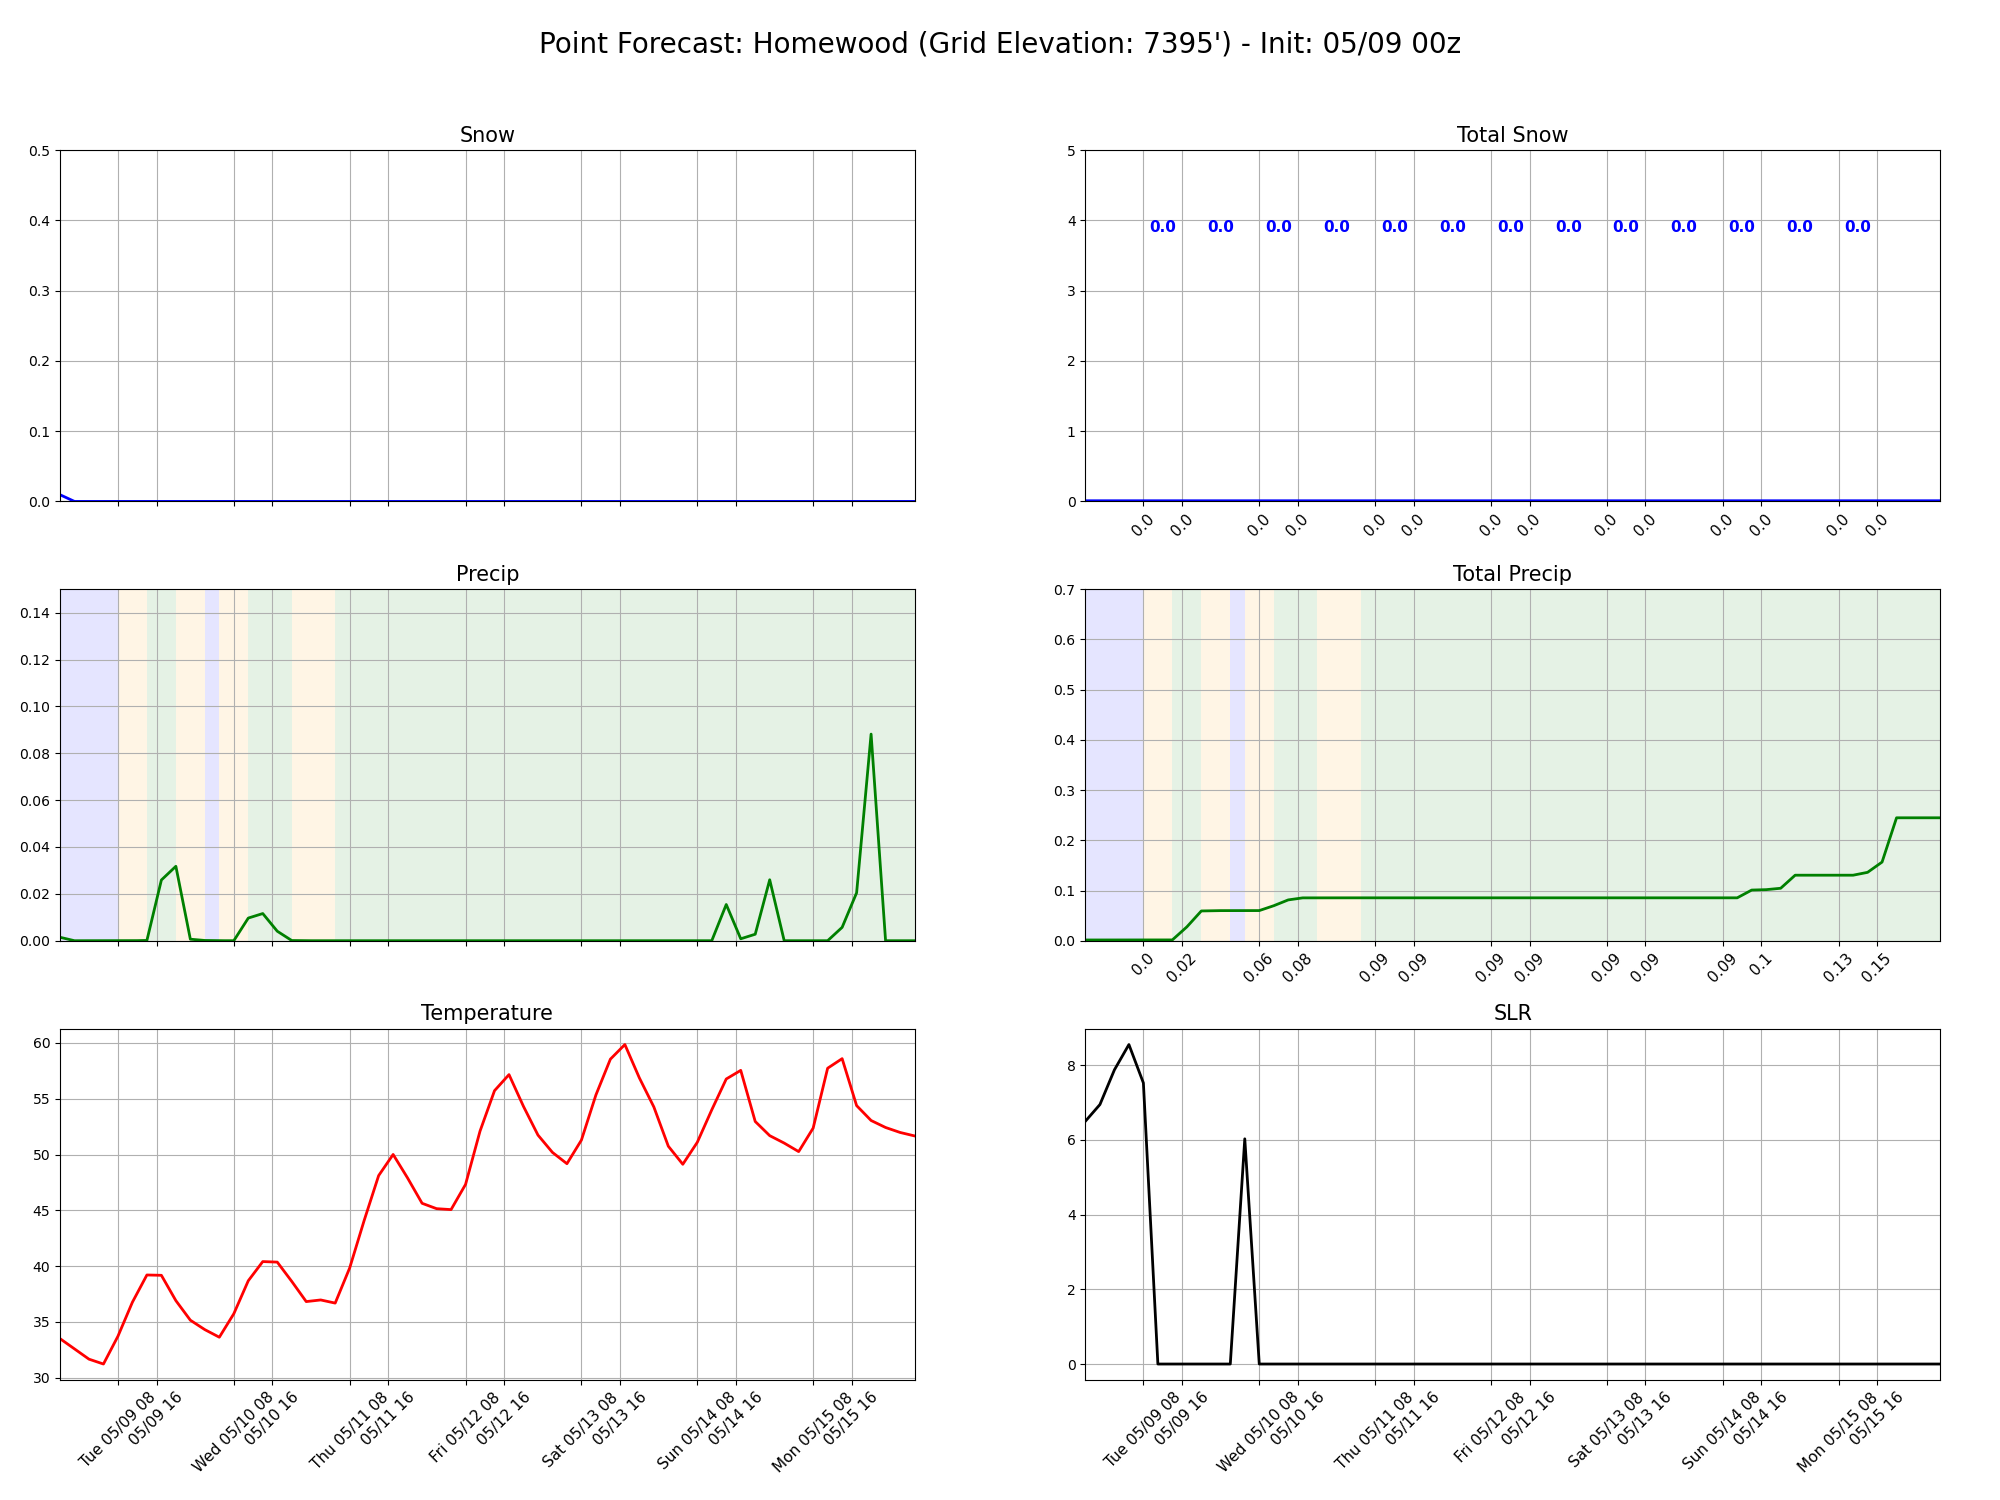 Point Forecast: Homewood (Grid Elevation: 7395') - Init: 05/09 00z
Snow
0.5
0.4
0.3
0.2
0.1
0.0
Total Snow
5
4
3
2
1
0
0.0 0.0 0.0 0.0 0.0 0.0 0.0 0.0 0.0 0.0 0.0 0.0 0.0
0.0 0.0 0.0 0.0 0.0 0.0 0.0 0.0 0.0 0.0 0.0 0.0 0.0 0.0
Precip
0.14
0.12
0.10
0.08
0.06
0.04
0.02
0.00
Total Precip
0.7
0.6
0.5
0.4
0.3
0.2
0.1
0.0
0.0 0.02 0.06 0.08 0.09 0.09 0.09 0.09 0.09 0.09 0.09 0.1 0.13 0.15
Temperature
60
55
50
45
40
35
30
Tue 05/09 08
05/09 16
Wed 05/10 08
05/10 16
Thu 05/11 08
05/11 16
Fri 05/12 08
05/12 16
Sat 05/13 08
05/13 16
Sun 05/14 08
05/14 16
Mon 05/15 08
05/15 16
SLR
8
6
4
2
0
Tue 05/09 08
05/09 16
Wed 05/10 08
05/10 16
Thu 05/11 08
05/11 16
Fri 05/12 08
05/12 16
Sat 05/13 08
05/13 16
Sun 05/14 08
05/14 16
Mon 05/15 08
05/15 16